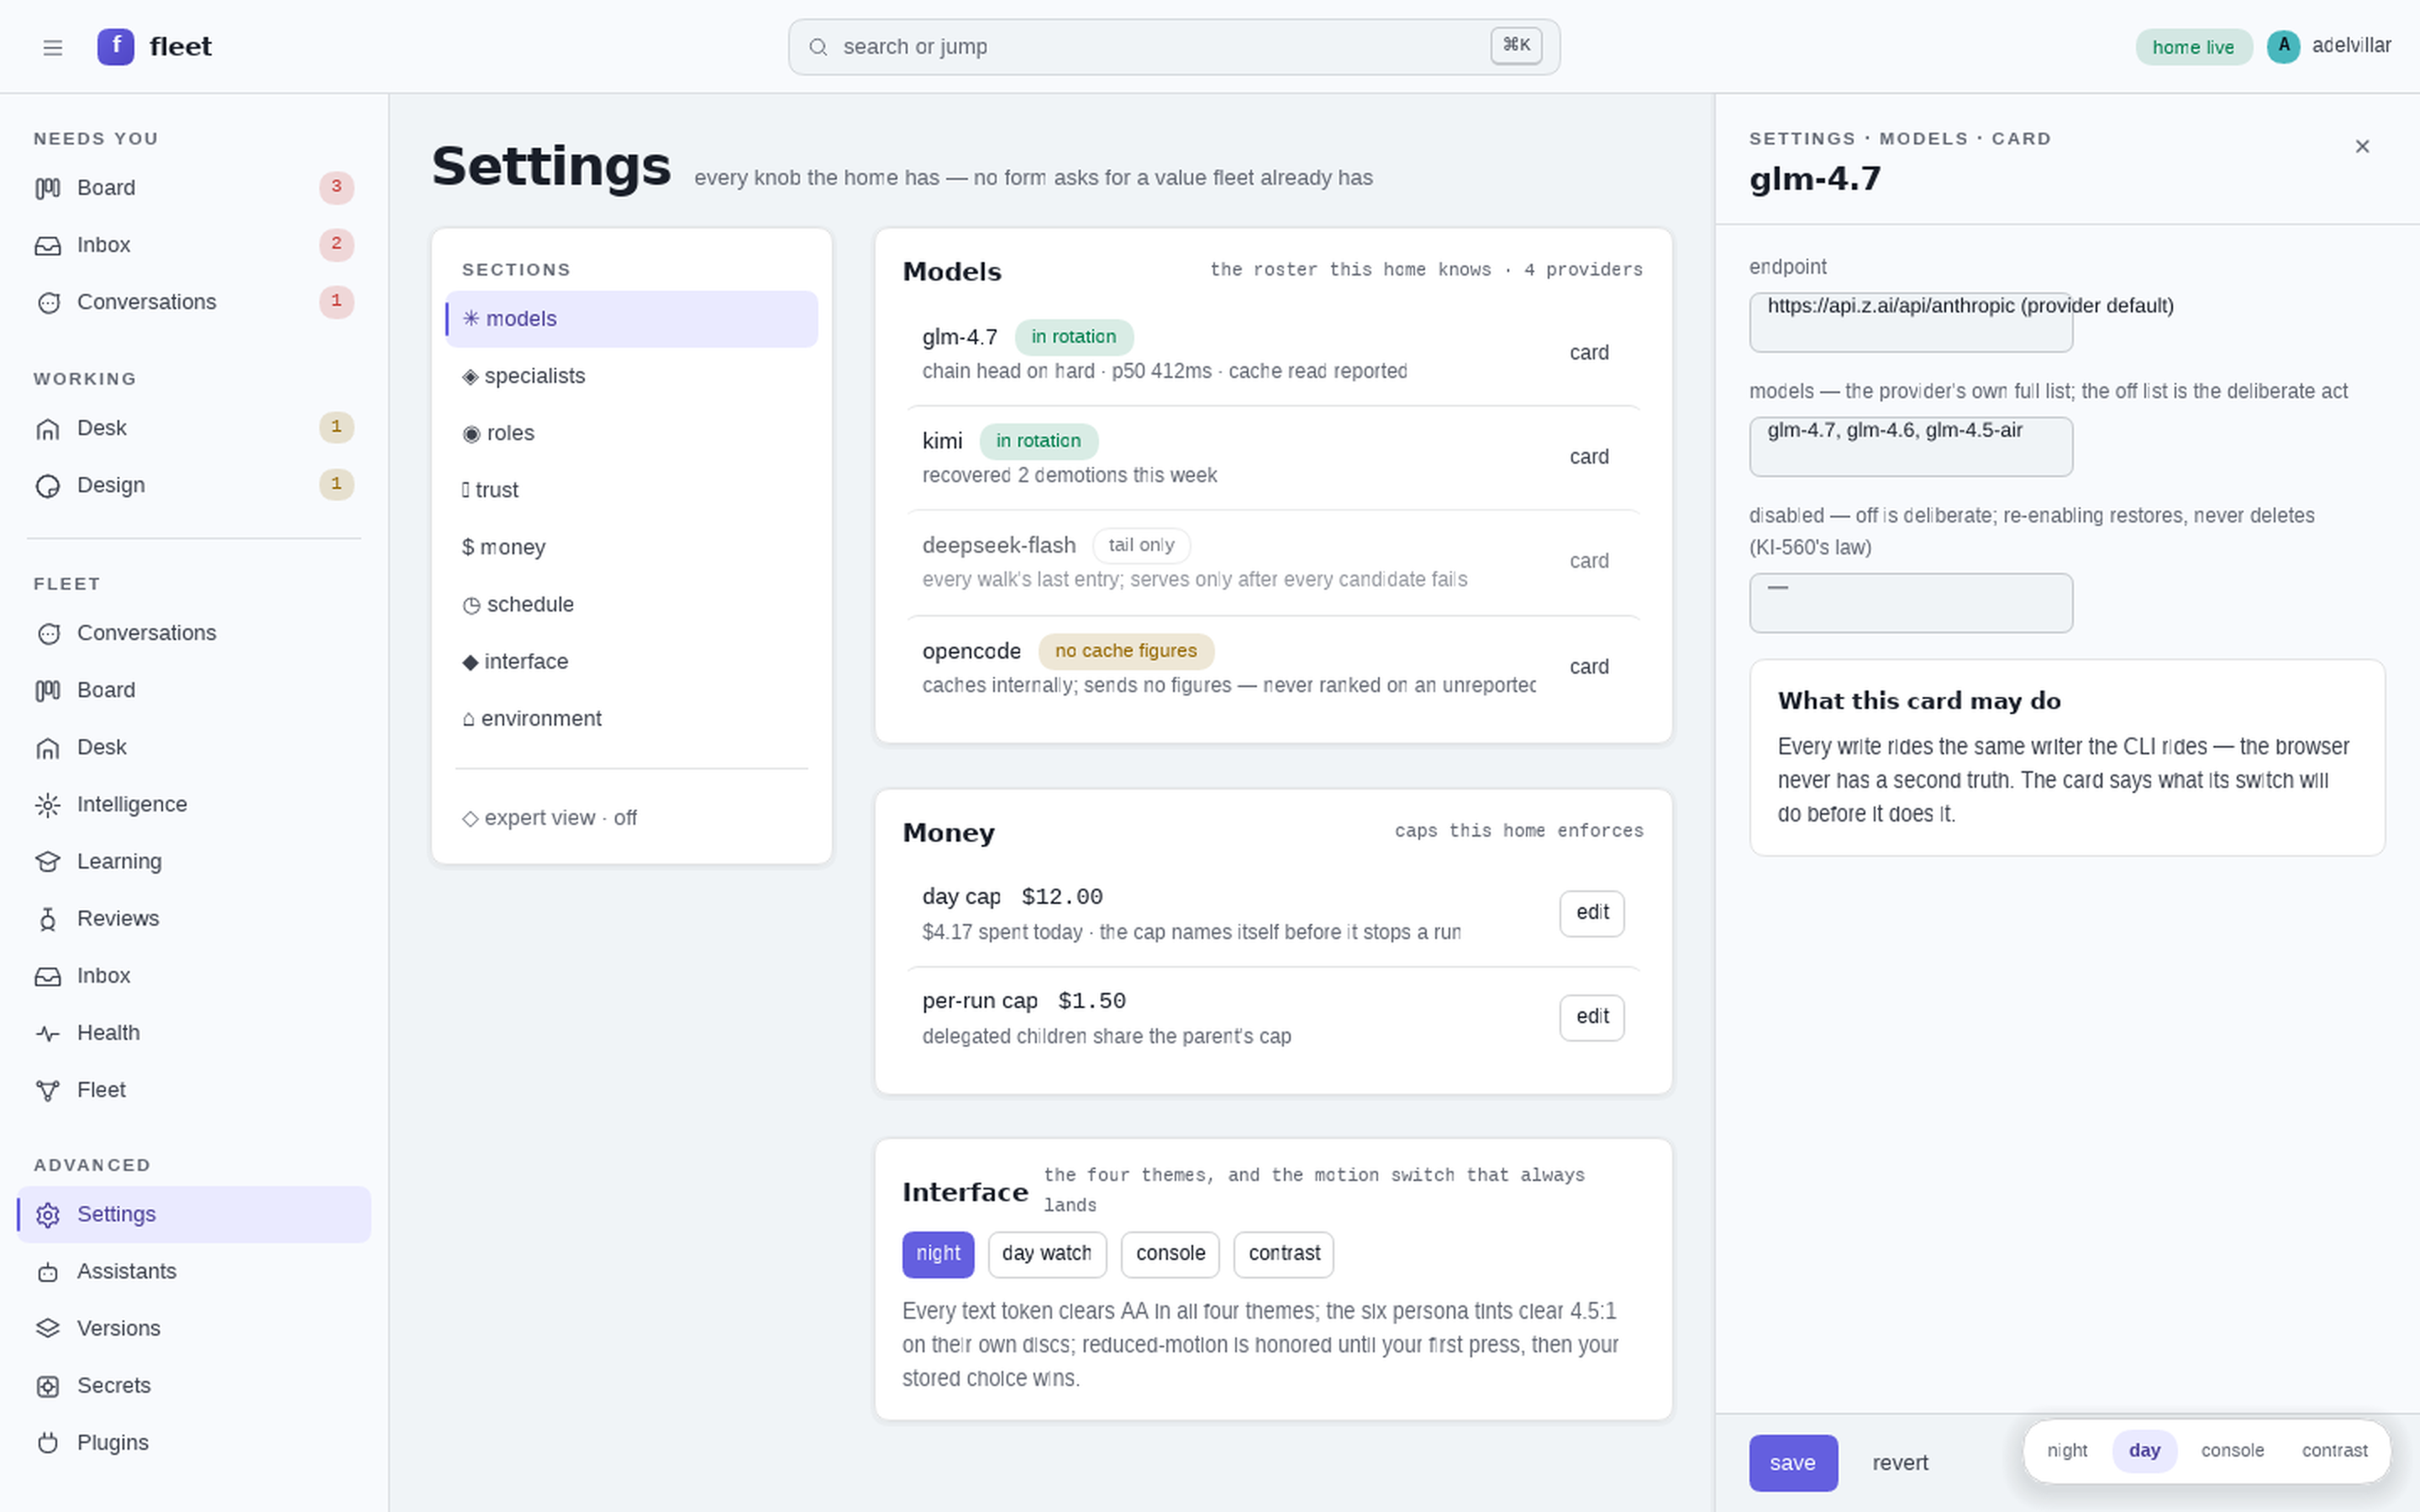 f fleet
search or jump ⌘K
home live A adelvillar
NEEDS YOU
Board 3
Inbox 2
Conversations 1
WORKING
Desk 1
Design 1
FLEET
Conversations
Board
Desk
Intelligence
Learning
Reviews
Inbox
Health
Fleet
ADVANCED
Settings
Assistants
Versions
Secrets
Plugins
Settings every knob the home has — no form asks for a value fleet already has
SECTIONS
✳ models
◈ specialists
◉ roles
▯ trust
$ money
◷ schedule
◆ interface
⌂ environment
◇ expert view · off
Models the roster this home knows · 4 providers
glm-4.7 in rotation
chain head on hard · p50 412ms · cache read reported
card
kimi in rotation
recovered 2 demotions this week
card
deepseek-flash tail only
every walk's last entry; serves only after every candidate fails
card
opencode no cache figures
caches internally; sends no figures — never ranked on an unreported
card
Money caps this home enforces
day cap $12.00
$4.17 spent today · the cap names itself before it stops a run
edit
per-run cap $1.50
delegated children share the parent's cap
edit
Interface
the four themes, and the motion switch that always
lands
night day watch console contrast
Every text token clears AA in all four themes; the six persona tints clear 4.5:1
on their own discs; reduced-motion is honored until your first press, then your
stored choice wins.
SETTINGS · MODELS · CARD
glm-4.7
×
endpoint
https://api.z.ai/api/anthropic (provider default)
models — the provider's own full list; the off list is the deliberate act
glm-4.7, glm-4.6, glm-4.5-air
disabled — off is deliberate; re-enabling restores, never deletes
(KI-560's law)
—
What this card may do
Every write rides the same writer the CLI rides — the browser
never has a second truth. The card says what its switch will
do before it does it.
save revert
night day console contrast